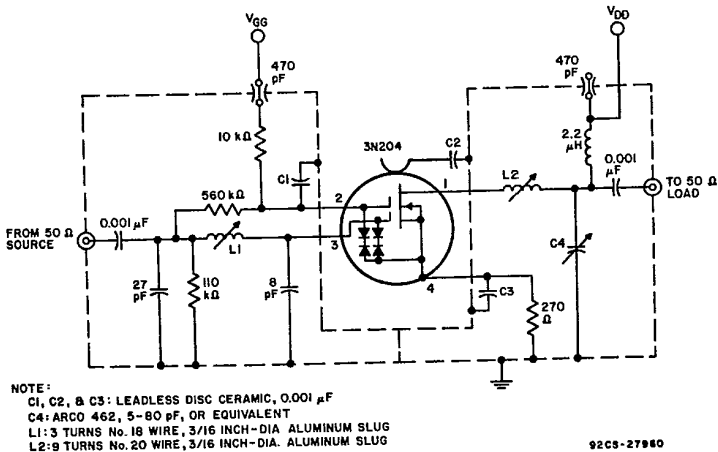 VGG
VDD
470
pF
470
pF
10 kΩ
3N204
C2
2.2
μH
0.001
μF
C1
1
L2
TO 50 Ω
LOAD
560 kΩ
2
FROM 50 Ω
SOURCE
0.001 μF
L1
3
C4
4
27
pF
110
kΩ
8
pF
C3
270
Ω
NOTE:
C1, C2, & C3: LEADLESS DISC CERAMIC, 0.001 μF
C4: ARCO 462, 5-80 pF, OR EQUIVALENT
L1: 3 TURNS No. 18 WIRE, 3/16 INCH-DIA ALUMINUM SLUG
L2: 9 TURNS No. 20 WIRE, 3/16 INCH-DIA. ALUMINUM SLUG
92CS-27960